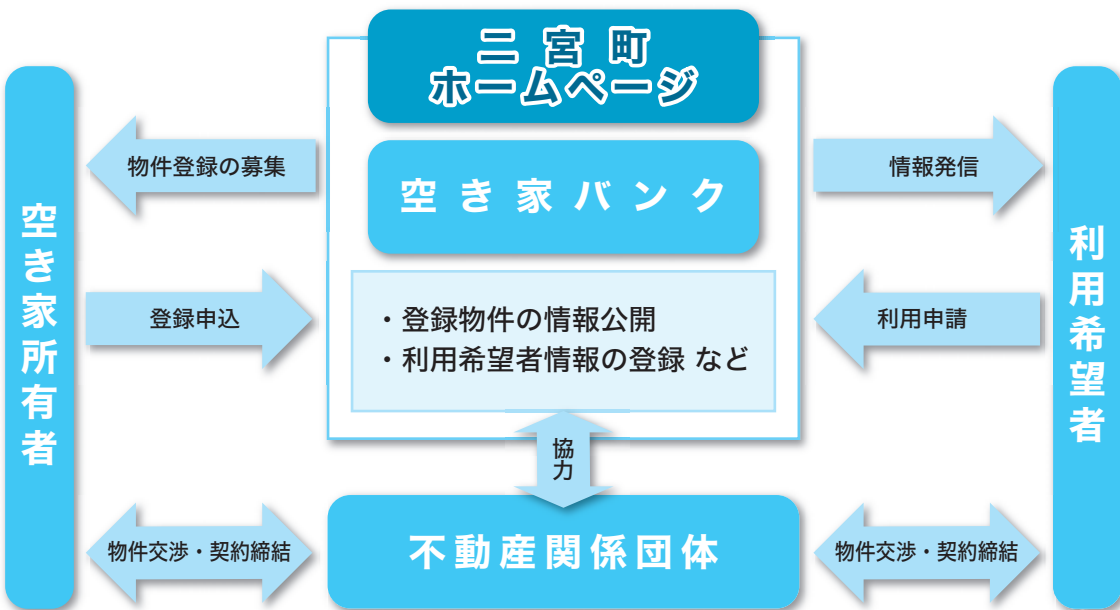 二宮町
ホームページ
空き家バンク
・登録物件の情報公開
・利用希望者情報の登録 など
空き家所有者
物件登録の募集
登録申込
物件交渉・契約締結
協力
不動産関係団体
情報発信
利用申請
物件交渉・契約締結
利用希望者